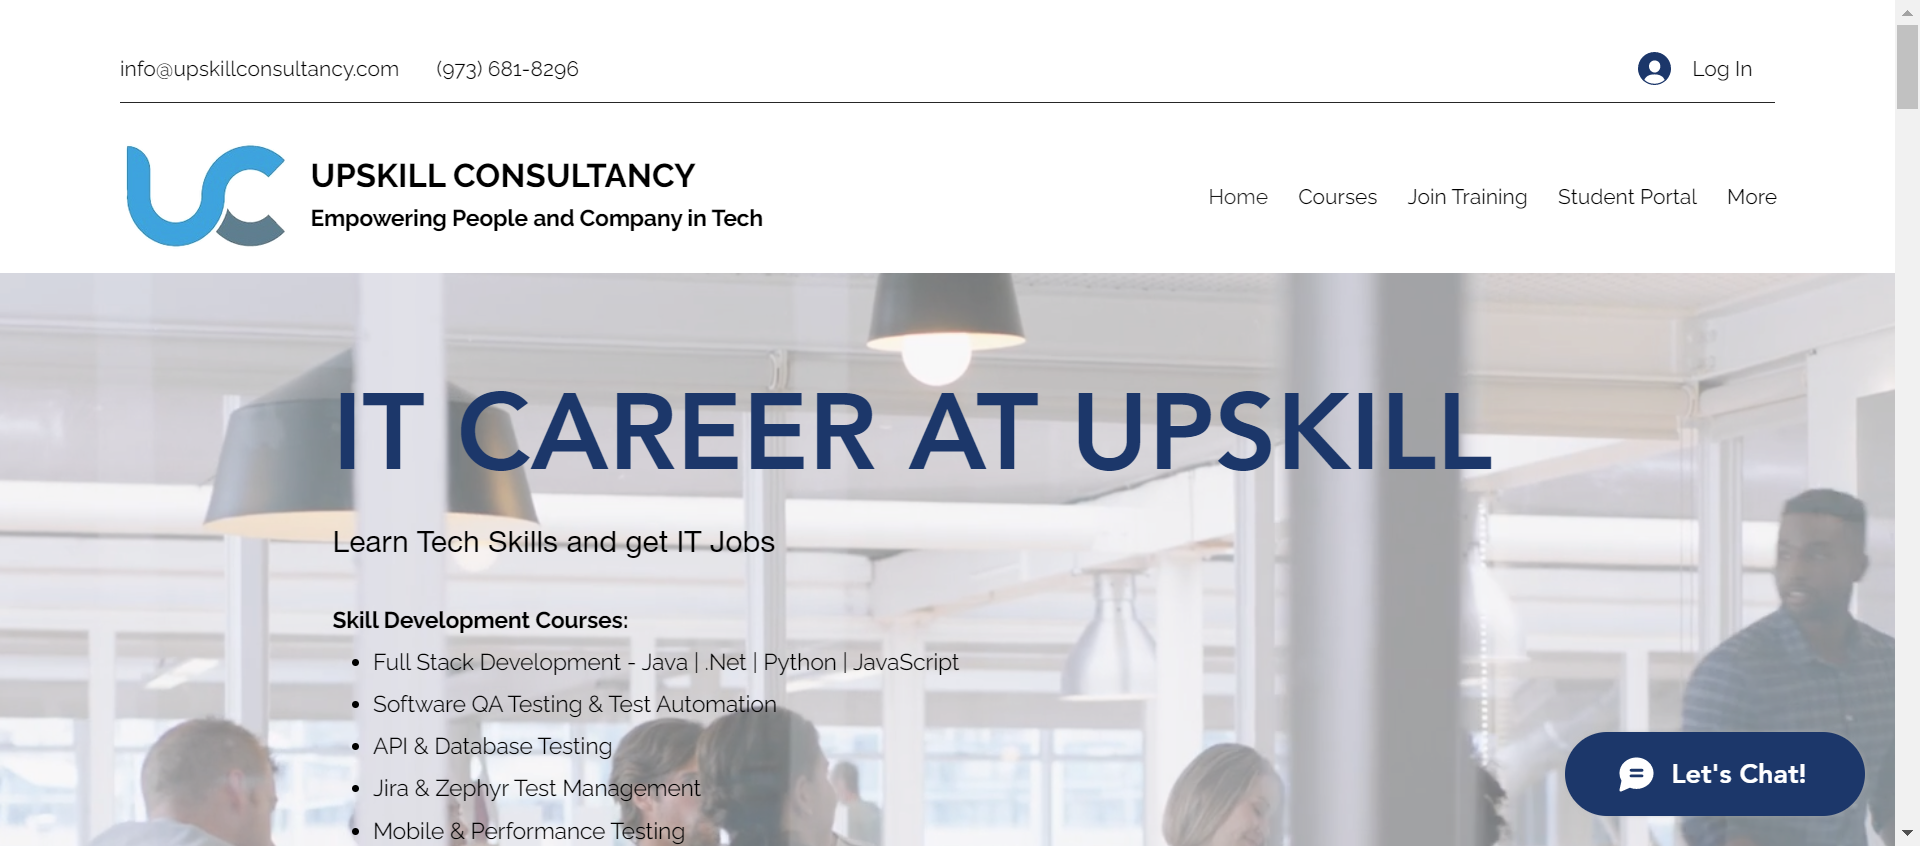 info@upskillconsultancy.com (973) 681-8296 Log In
UPSKILL CONSULTANCY
Empowering People and Company in Tech
Home Courses Join Training Student Portal More
IT CAREER AT UPSKILL
Learn Tech Skills and get IT Jobs
Skill Development Courses:
• Full Stack Development - Java | .Net | Python | JavaScript
• Software QA Testing & Test Automation
• API & Database Testing
• Jira & Zephyr Test Management
• Mobile & Performance Testing
Let's Chat!